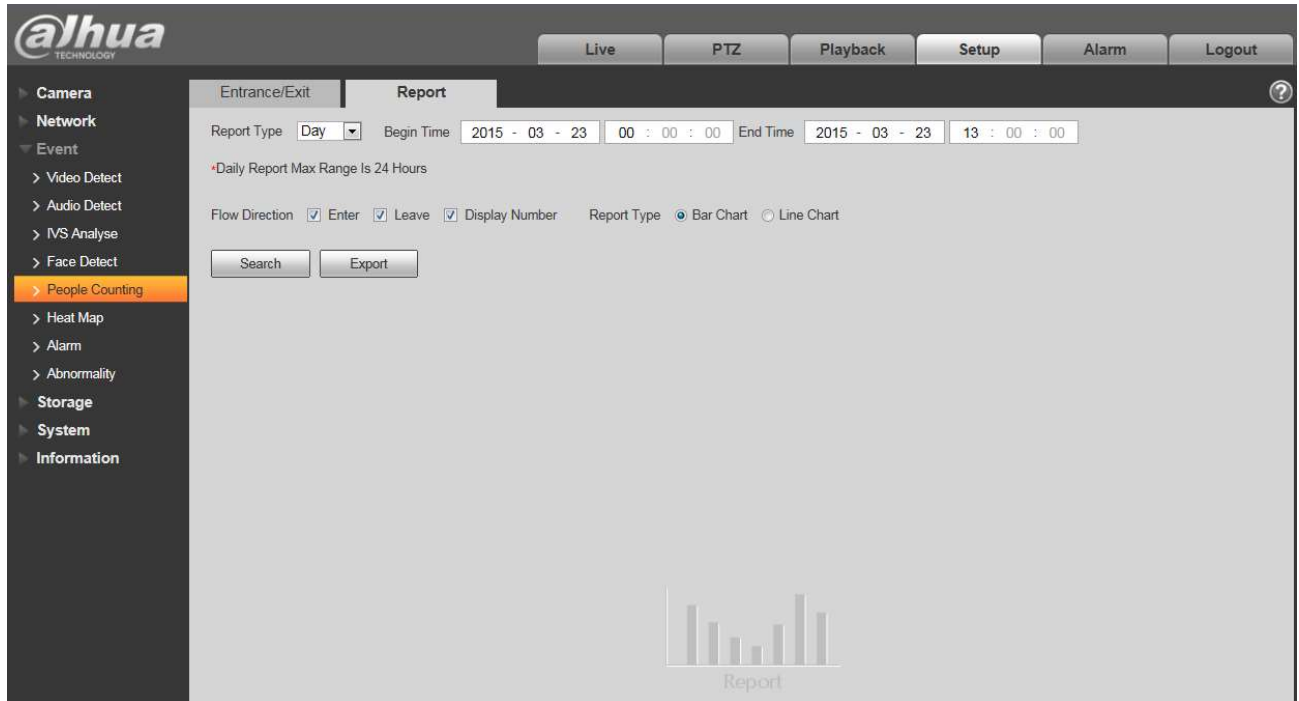 alhua
TECHNOLOGY
Live PTZ Playback Setup Alarm Logout
Camera
Network
Event
> Video Detect
> Audio Detect
> IVS Analyse
> Face Detect
> People Counting
> Heat Map
> Alarm
> Abnormality
Storage
System
Information
Entrance/Exit Report ?
Report Type Day Begin Time 2015 - 03 - 23 00 : 00 : 00 End Time 2015 - 03 - 23 13 : 00 : 00
*Daily Report Max Range Is 24 Hours
Flow Direction Enter Leave Display Number Report Type Bar Chart Line Chart
Search Export
Report